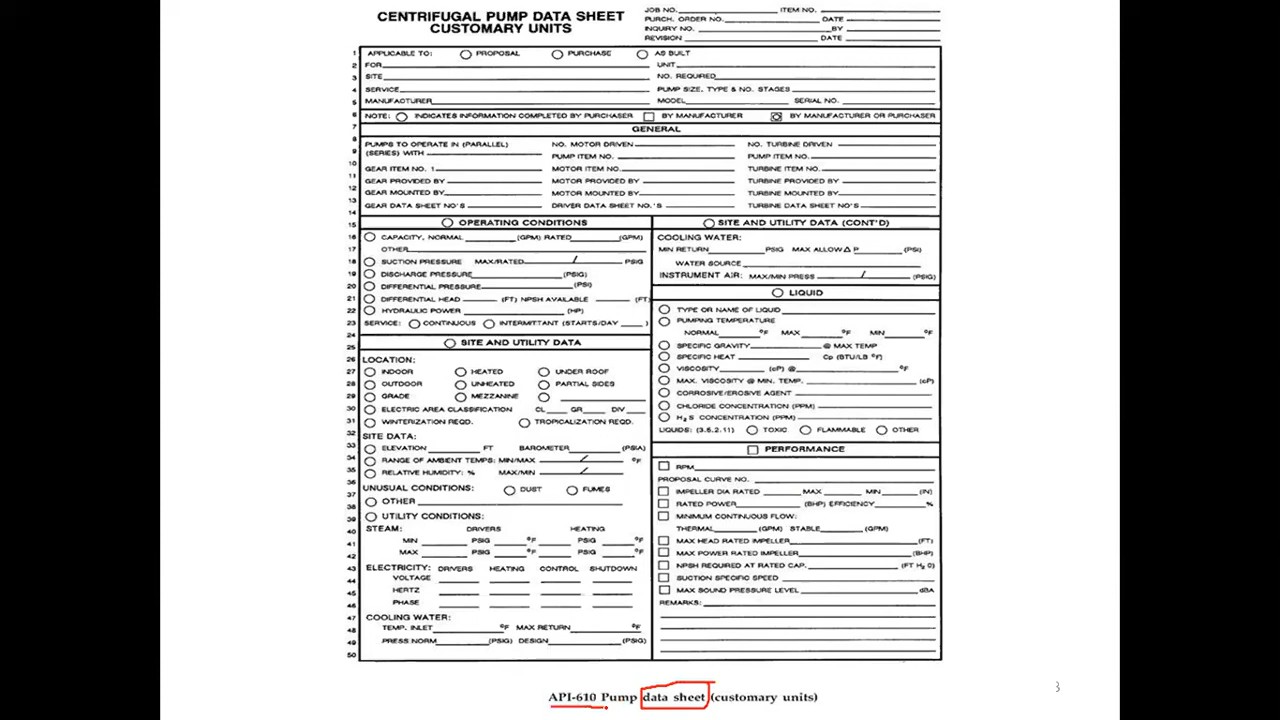 CENTRIFUGAL PUMP DATA SHEET
CUSTOMARY UNITS
JOB NO. ITEM NO.
PURCH. ORDER NO. DATE
INQUIRY NO. BY
REVISION DATE
1 APPLICABLE TO: PROPOSAL PURCHASE AS BUILT
2 FOR UNIT
3 SITE NO. REQUIRED
4 SERVICE PUMP SIZE, TYPE & NO. STAGES
5 MANUFACTURER MODEL SERIAL NO.
6 NOTE: INDICATES INFORMATION COMPLETED BY PURCHASER BY MANUFACTURER BY MANUFACTURER OR PURCHASER
7 GENERAL
8 PUMPS TO OPERATE IN (PARALLEL) NO. MOTOR DRIVEN NO. TURBINE DRIVEN
9 (SERIES) WITH PUMP ITEM NO. PUMP ITEM NO.
10 GEAR ITEM NO. 1 MOTOR ITEM NO. TURBINE ITEM NO.
11 GEAR PROVIDED BY MOTOR PROVIDED BY TURBINE PROVIDED BY
12 GEAR MOUNTED BY MOTOR MOUNTED BY TURBINE MOUNTED BY
13 GEAR DATA SHEET NO'S DRIVER DATA SHEET NO.'S TURBINE DATA SHEET NO'S
14
15 OPERATING CONDITIONS
16 CAPACITY, NORMAL (GPM) RATED (GPM)
17 OTHER
18 SUCTION PRESSURE MAX/RATED / PSIG
19 DISCHARGE PRESSURE (PSIG)
20 DIFFERENTIAL PRESSURE (PSI)
21 DIFFERENTIAL HEAD (FT) NPSH AVAILABLE (FT)
22 HYDRAULIC POWER (HP)
23 SERVICE: CONTINUOUS INTERMITTANT (STARTS/DAY )
24
25 SITE AND UTILITY DATA
26 LOCATION:
27 INDOOR HEATED UNDER ROOF
28 OUTDOOR UNHEATED PARTIAL SIDES
29 GRADE MEZZANINE
30 ELECTRIC AREA CLASSIFICATION CL GR DIV
31 WINTERIZATION REQD. TROPICALIZATION REQD.
32 SITE DATA:
33 ELEVATION FT BAROMETER (PSIA)
34 RANGE OF AMBIENT TEMPS: MIN/MAX / °F
35 RELATIVE HUMIDITY: % MAX/MIN /
36 UNUSUAL CONDITIONS: DUST FUMES
37 OTHER
38
39 UTILITY CONDITIONS:
40 STEAM: DRIVERS HEATING
41 MIN PSIG °F PSIG °F
42 MAX PSIG °F PSIG °F
43 ELECTRICITY: DRIVERS HEATING CONTROL SHUTDOWN
44 VOLTAGE
45 HERTZ
46 PHASE
47 COOLING WATER:
48 TEMP. INLET °F MAX RETURN °F
49 PRESS NORM (PSIG) DESIGN (PSIG)
50
SITE AND UTILITY DATA (CONT'D)
COOLING WATER:
MIN RETURN PSIG MAX ALLOW Δ P (PSI)
WATER SOURCE
INSTRUMENT AIR: MAX/MIN PRESS / (PSIG)
LIQUID
TYPE OR NAME OF LIQUID
PUMPING TEMPERATURE
NORMAL °F MAX °F MIN °F
SPECIFIC GRAVITY @ MAX TEMP
SPECIFIC HEAT Cp (BTU/LB °F)
VISCOSITY (cP) @ °F
MAX. VISCOSITY @ MIN. TEMP. (cP)
CORROSIVE/EROSIVE AGENT
CHLORIDE CONCENTRATION (PPM)
H2 S CONCENTRATION (PPM)
LIQUIDS: (3.5.2.11) TOXIC FLAMMABLE OTHER
PERFORMANCE
RPM
PROPOSAL CURVE NO.
IMPELLER DIA RATED MAX MIN (IN)
RATED POWER (BHP) EFFICIENCY %
MINIMUM CONTINUOUS FLOW:
THERMAL (GPM) STABLE (GPM)
MAX HEAD RATED IMPELLER (FT)
MAX POWER RATED IMPELLER (BHP)
NPSH REQUIRED AT RATED CAP. (FT H2 0)
SUCTION SPECIFIC SPEED
MAX SOUND PRESSURE LEVEL dBA
REMARKS:
API-610 Pump data sheet (customary units)